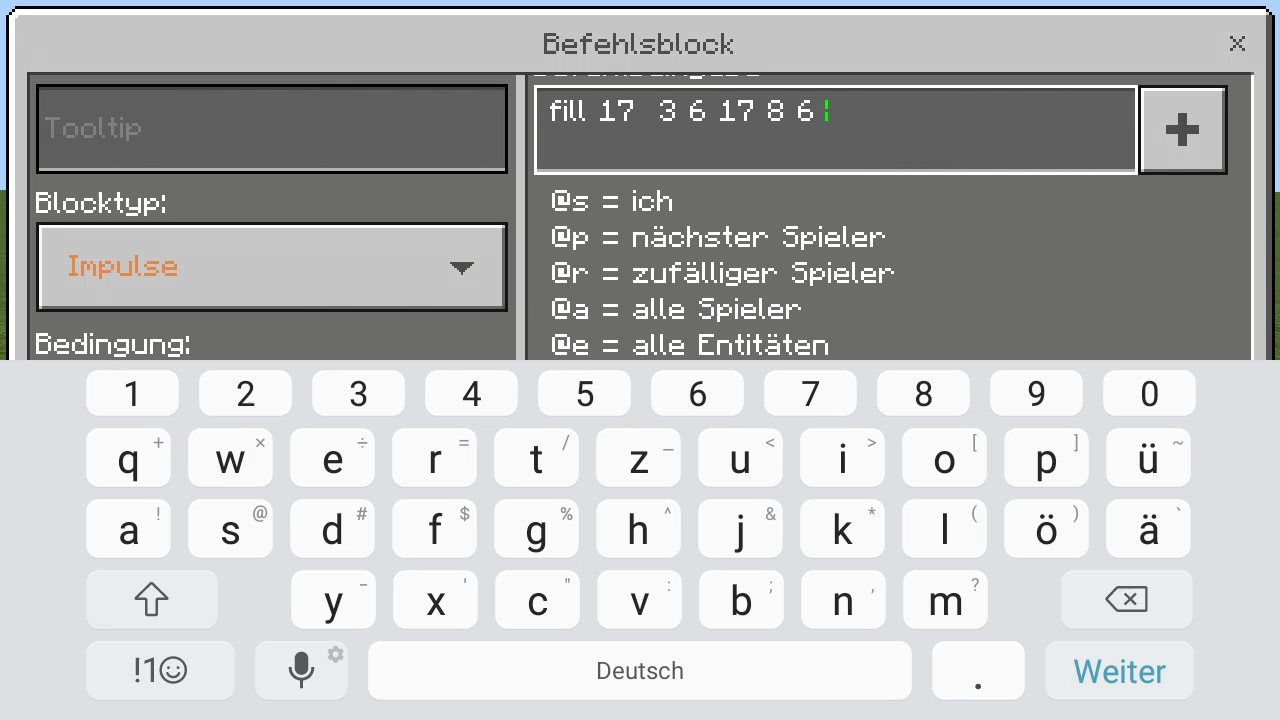 Befehlsblock
Tooltip
Blocktyp:
Impulse
Bedingung:
fill 17  3 6 17 8 6
@s = ich
@p = nächster Spieler
@r = zufälliger Spieler
@a = alle Spieler
@e = alle Entitäten
1 2 3 4 5 6 7 8 9 0
q + w × e ÷ r = t / z _ u < i > o [ p ] ü ~
a ! s @ d # f $ g % h ^ j & k * l ( ö ) ä `
y - x ' c " v : b ; n , m ?
!1☺ Deutsch . Weiter